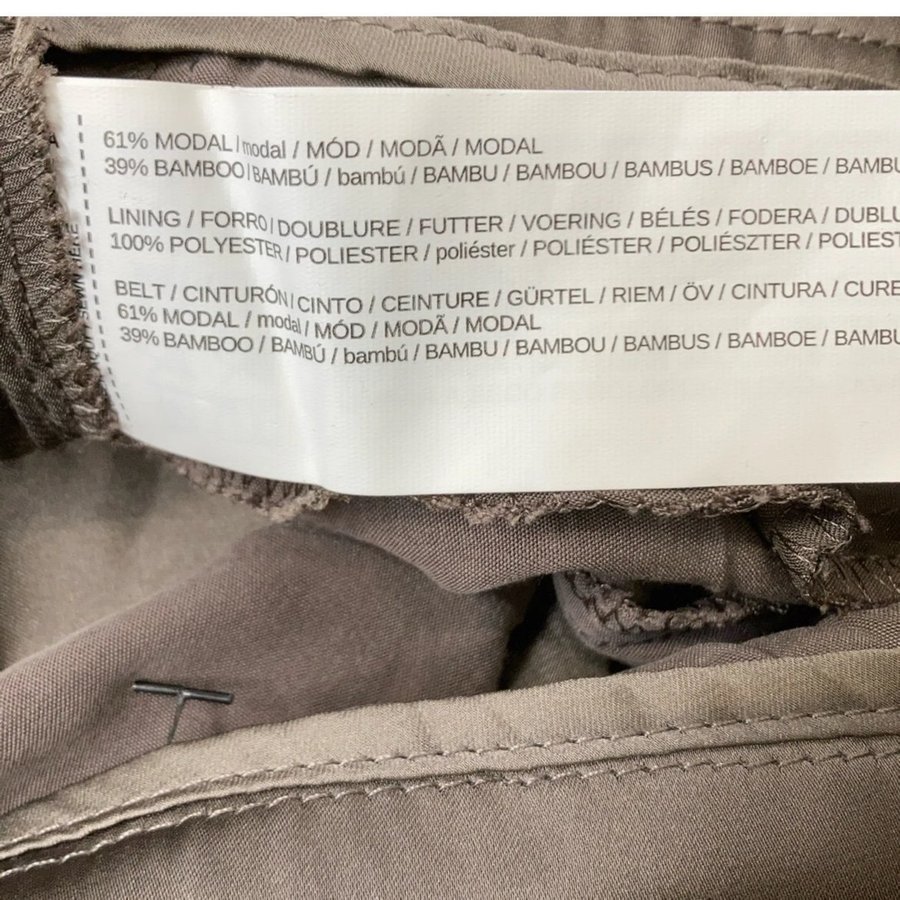 61% MODAL / modal / MÓD / MODÃ / MODAL
39% BAMBOO / BAMBÚ / bambú / BAMBU / BAMBOU / BAMBUS / BAMBOE / BAMBU
LINING / FORRO / DOUBLURE / FUTTER / VOERING / BÉLÉS / FODERA / DUBLU
100% POLYESTER / POLIESTER / poliéster / POLIÉSTER / POLIÉSZTER / POLIEST
BELT / CINTURÓN / CINTO / CEINTURE / GÜRTEL / RIEM / ÖV / CINTURA / CURE
61% MODAL / modal / MÓD / MODÃ / MODAL
39% BAMBOO / BAMBÚ / bambú / BAMBU / BAMBOU / BAMBUS / BAMBOE / BAMBU